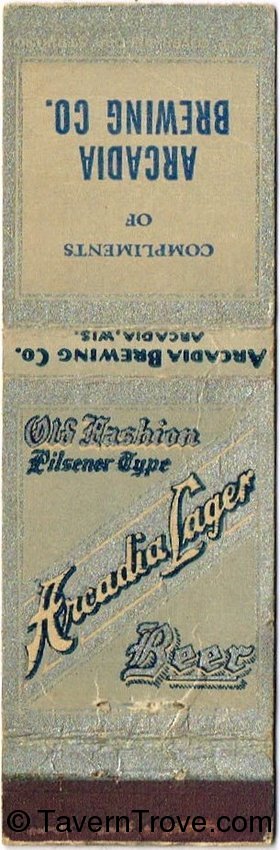 COMPLIMENTS
OF
ARCADIA
BREWING CO.
ARCADIA BREWING CO.
ARCADIA, WIS.
Old Fashion
Pilsener Type
Arcadia Lager
Beer
© TavernTrove.com